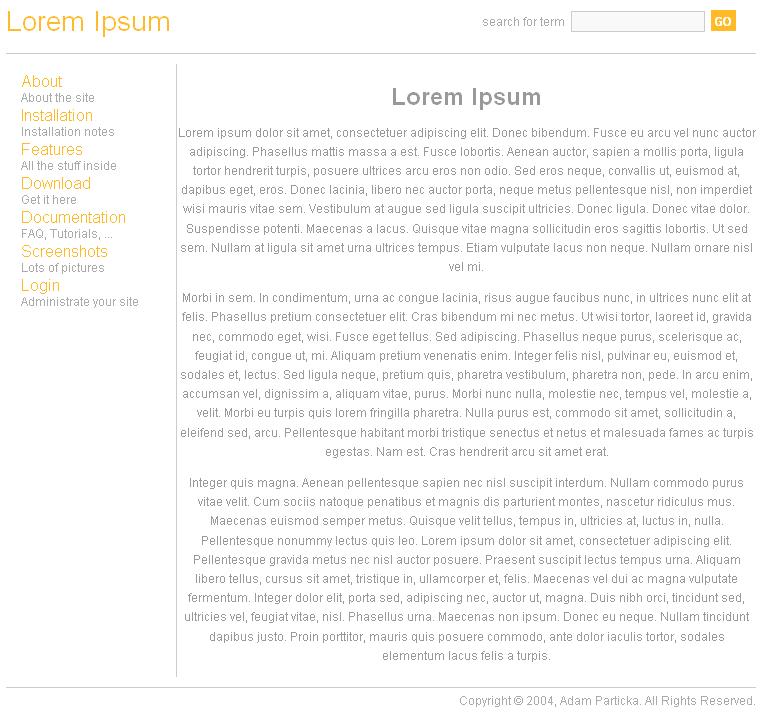 Lorem Ipsum
search for term GO
About
About the site
Installation
Installation notes
Features
All the stuff inside
Download
Get it here
Documentation
FAQ, Tutorials, ...
Screenshots
Lots of pictures
Login
Administrate your site
Lorem Ipsum
Lorem ipsum dolor sit amet, consectetuer adipiscing elit. Donec bibendum. Fusce eu arcu vel nunc auctor
adipiscing. Phasellus mattis massa a est. Fusce lobortis. Aenean auctor, sapien a mollis porta, ligula
tortor hendrerit turpis, posuere ultrices arcu eros non odio. Sed eros neque, convallis ut, euismod at,
dapibus eget, eros. Donec lacinia, libero nec auctor porta, neque metus pellentesque nisl, non imperdiet
wisi mauris vitae sem. Vestibulum at augue sed ligula suscipit ultricies. Donec ligula. Donec vitae dolor.
Suspendisse potenti. Maecenas a lacus. Quisque vitae magna sollicitudin eros sagittis lobortis. Ut sed
sem. Nullam at ligula sit amet urna ultrices tempus. Etiam vulputate lacus non neque. Nullam ornare nisl
vel mi.
Morbi in sem. In condimentum, urna ac congue lacinia, risus augue faucibus nunc, in ultrices nunc elit at
felis. Phasellus pretium consectetuer elit. Cras bibendum mi nec metus. Ut wisi tortor, laoreet id, gravida
nec, commodo eget, wisi. Fusce eget tellus. Sed adipiscing. Phasellus neque purus, scelerisque ac,
feugiat id, congue ut, mi. Aliquam pretium venenatis enim. Integer felis nisl, pulvinar eu, euismod et,
sodales et, lectus. Sed ligula neque, pretium quis, pharetra vestibulum, pharetra non, pede. In arcu enim,
accumsan vel, dignissim a, aliquam vitae, purus. Morbi nunc nulla, molestie nec, tempus vel, molestie a,
velit. Morbi eu turpis quis lorem fringilla pharetra. Nulla purus est, commodo sit amet, sollicitudin a,
eleifend sed, arcu. Pellentesque habitant morbi tristique senectus et netus et malesuada fames ac turpis
egestas. Nam est. Cras hendrerit arcu sit amet erat.
Integer quis magna. Aenean pellentesque sapien nec nisl suscipit interdum. Nullam commodo purus
vitae velit. Cum sociis natoque penatibus et magnis dis parturient montes, nascetur ridiculus mus.
Maecenas euismod semper metus. Quisque velit tellus, tempus in, ultricies at, luctus in, nulla.
Pellentesque nonummy lectus quis leo. Lorem ipsum dolor sit amet, consectetuer adipiscing elit.
Pellentesque gravida metus nec nisl auctor posuere. Praesent suscipit lectus tempus urna. Aliquam
libero tellus, cursus sit amet, tristique in, ullamcorper et, felis. Maecenas vel dui ac magna vulputate
fermentum. Integer dolor elit, porta sed, adipiscing nec, auctor ut, magna. Duis nibh orci, tincidunt sed,
ultricies vel, feugiat vitae, nisl. Phasellus urna. Maecenas non ipsum. Donec eu neque. Nullam tincidunt
dapibus justo. Proin porttitor, mauris quis posuere commodo, ante dolor iaculis tortor, sodales
elementum lacus felis a turpis.
Copyright © 2004, Adam Particka. All Rights Reserved.